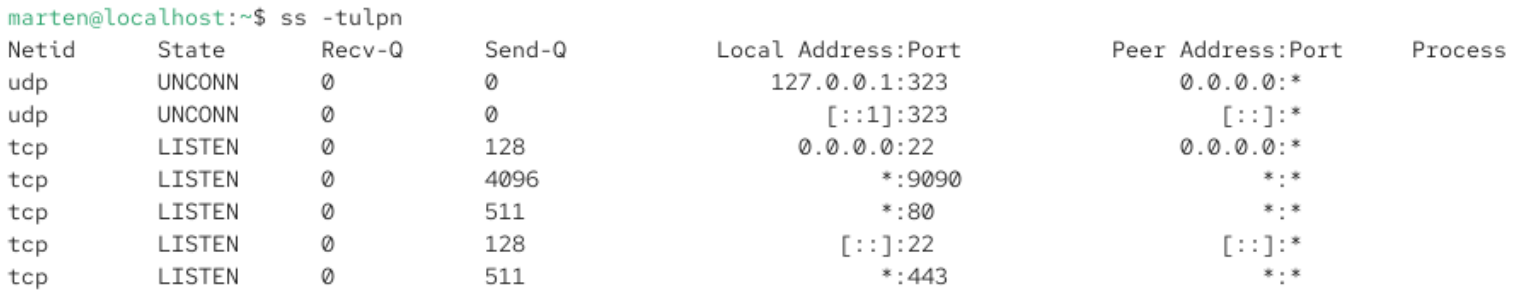 marten@localhost:~$ ss -tulpn
Netid State Recv-Q Send-Q Local Address:Port Peer Address:Port Process
udp UNCONN 0 0 127.0.0.1:323 0.0.0.0:*
udp UNCONN 0 0 [::1]:323 [::]:*
tcp LISTEN 0 128 0.0.0.0:22 0.0.0.0:*
tcp LISTEN 0 4096 *:9090 *:*
tcp LISTEN 0 511 *:80 *:*
tcp LISTEN 0 128 [::]:22 [::]:*
tcp LISTEN 0 511 *:443 *:*